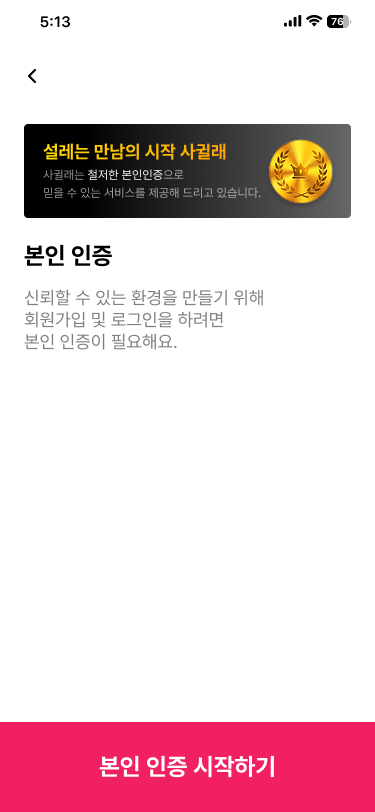 5:13
76
설레는 만남의 시작 사귈래
사귈래는 철저한 본인인증으로
믿을 수 있는 서비스를 제공해 드리고 있습니다.
본인 인증
신뢰할 수 있는 환경을 만들기 위해
회원가입 및 로그인을 하려면
본인 인증이 필요해요.
본인 인증 시작하기